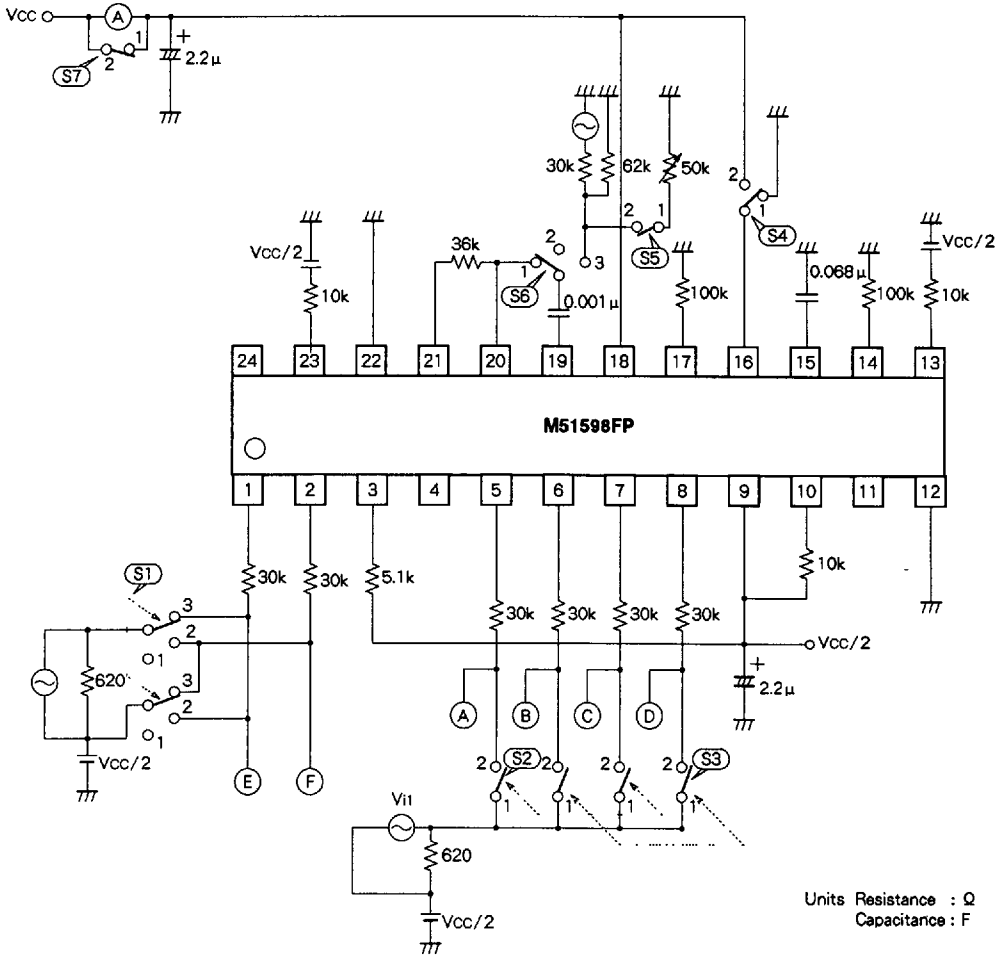 Vcc A 1 + 2.2μ
S7 2
30k 62k 50k
2 1 S5
2 1 S4
Vcc/2 10k
36k
1 2 3 S6
0.001μ
100k
0.068μ
100k
Vcc/2 10k
24 23 22 21 20 19 18 17 16 15 14 13
M51598FP
1 2 3 4 5 6 7 8 9 10 11 12
30k 30k 5.1k 10k
S1
3
2
1
620
3
2
1
Vcc/2
30k 30k 30k 30k
Vcc/2
+
2.2μ
A B C D
E F
2 S2 2 2 2 S3
1 1 1 1
Vi1
620
Vcc/2
Units Resistance : Ω
Capacitance : F